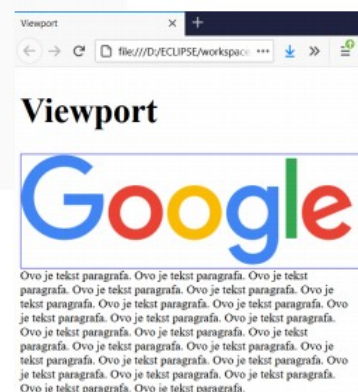 Viewport
file:///D:/ECLIPSE/workspace
Viewport
Google
Ovo je tekst paragrafa. Ovo je tekst paragrafa. Ovo je tekst
paragrafa. Ovo je tekst paragrafa. Ovo je tekst paragrafa. Ovo je
tekst paragrafa. Ovo je tekst paragrafa. Ovo je tekst paragrafa. Ovo
je tekst paragrafa. Ovo je tekst paragrafa. Ovo je tekst paragrafa.
Ovo je tekst paragrafa. Ovo je tekst paragrafa. Ovo je tekst
paragrafa. Ovo je tekst paragrafa. Ovo je tekst paragrafa. Ovo je
tekst paragrafa. Ovo je tekst paragrafa. Ovo je tekst paragrafa. Ovo
je tekst paragrafa. Ovo je tekst paragrafa. Ovo je tekst paragrafa.
Ovo je tekst paragrafa. Ovo je tekst paragrafa.